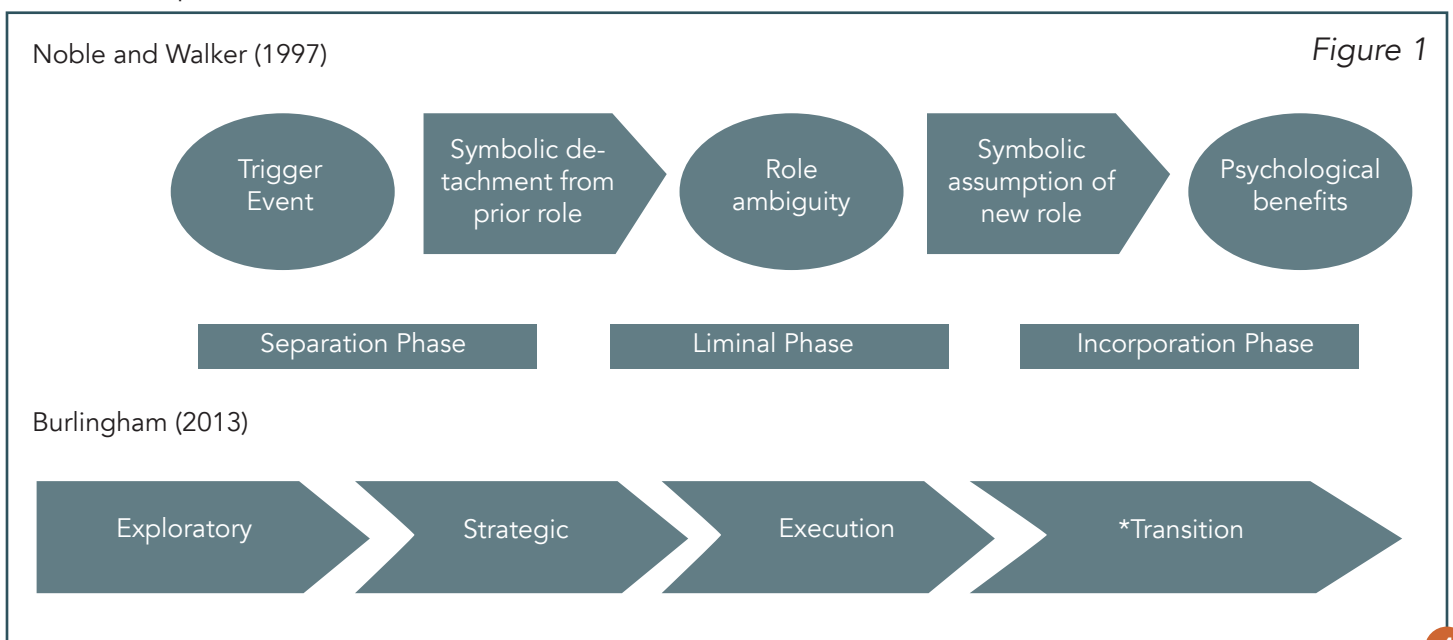 Noble and Walker (1997)
Figure 1
Trigger
Event
Symbolic de-
tachment from
prior role
Role
ambiguity
Symbolic
assumption of
new role
Psychological
benefits
Separation Phase
Liminal Phase
Incorporation Phase
Burlingham (2013)
Exploratory
Strategic
Execution
*Transition